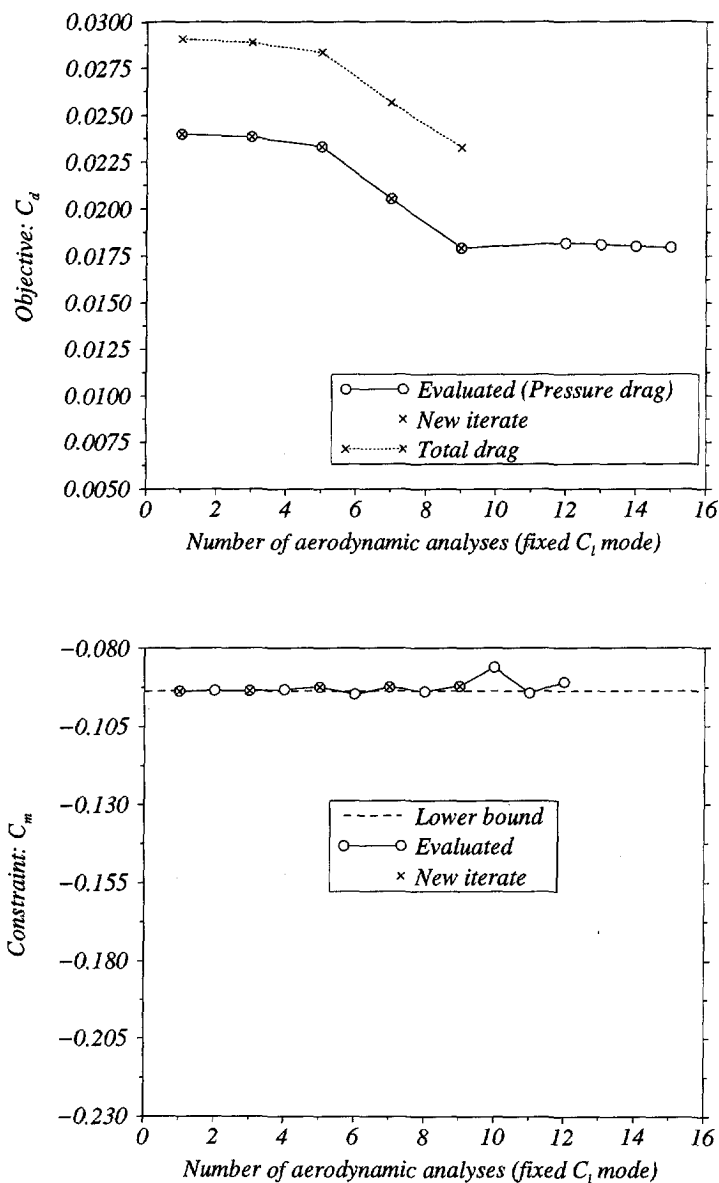 0.0300
0.0275
0.0250
0.0225
0.0200
0.0175
0.0150
0.0125
0.0100
0.0075
0.0050
Objective: C_d
Evaluated (Pressure drag)
New iterate
Total drag
0 2 4 6 8 10 12 14 16
Number of aerodynamic analyses (fixed C_l mode)
−0.080
−0.105
−0.130
−0.155
−0.180
−0.205
−0.230
Constraint: C_m
Lower bound
Evaluated
New iterate
0 2 4 6 8 10 12 14 16
Number of aerodynamic analyses (fixed C_l mode)